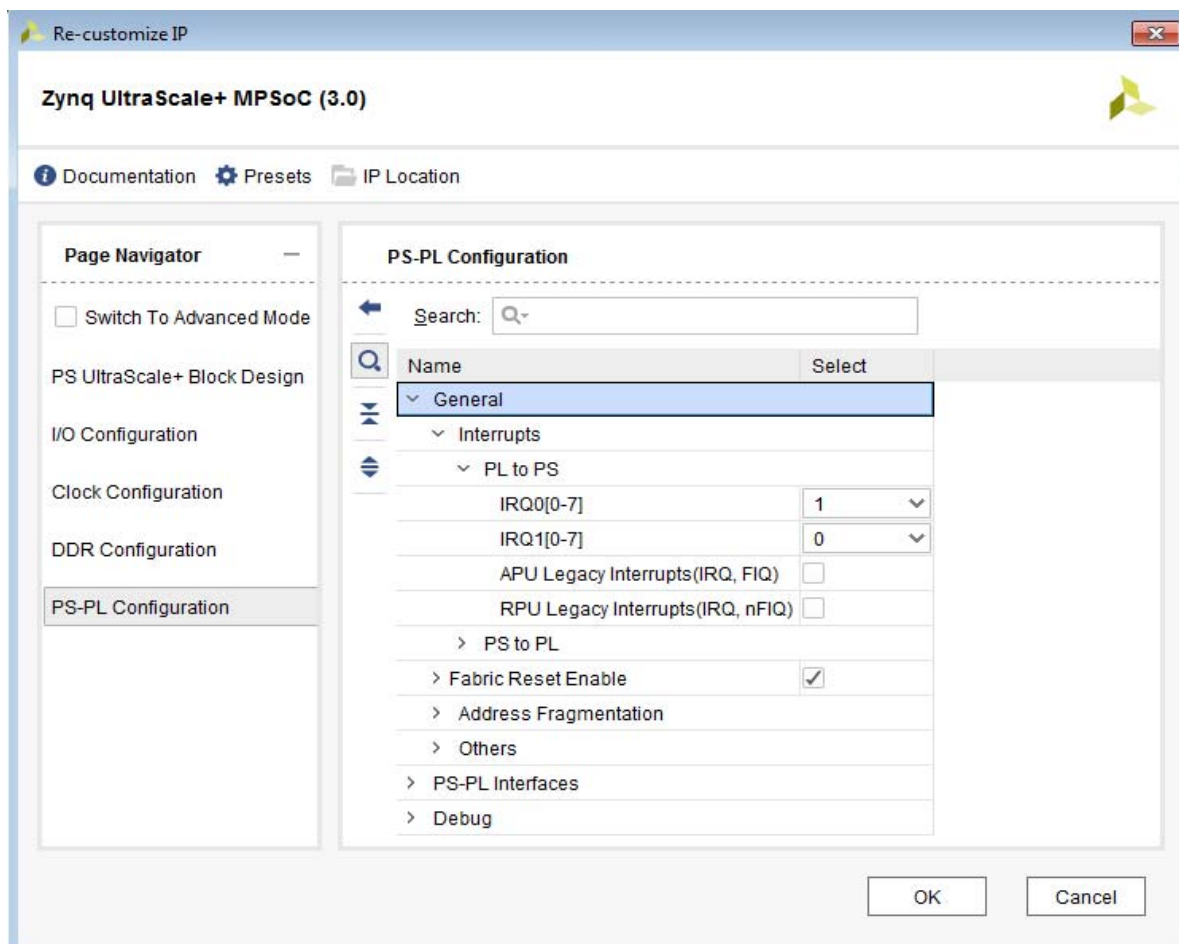 Re-customize IP
Zynq UltraScale+ MPSoC (3.0)
Documentation Presets IP Location
Page Navigator
Switch To Advanced Mode
PS UltraScale+ Block Design
I/O Configuration
Clock Configuration
DDR Configuration
PS-PL Configuration
PS-PL Configuration
Search:
Name Select
General
Interrupts
PL to PS
IRQ0[0-7] 1
IRQ1[0-7] 0
APU Legacy Interrupts(IRQ, FIQ)
RPU Legacy Interrupts(IRQ, nFIQ)
PS to PL
Fabric Reset Enable
Address Fragmentation
Others
PS-PL Interfaces
Debug
OK Cancel